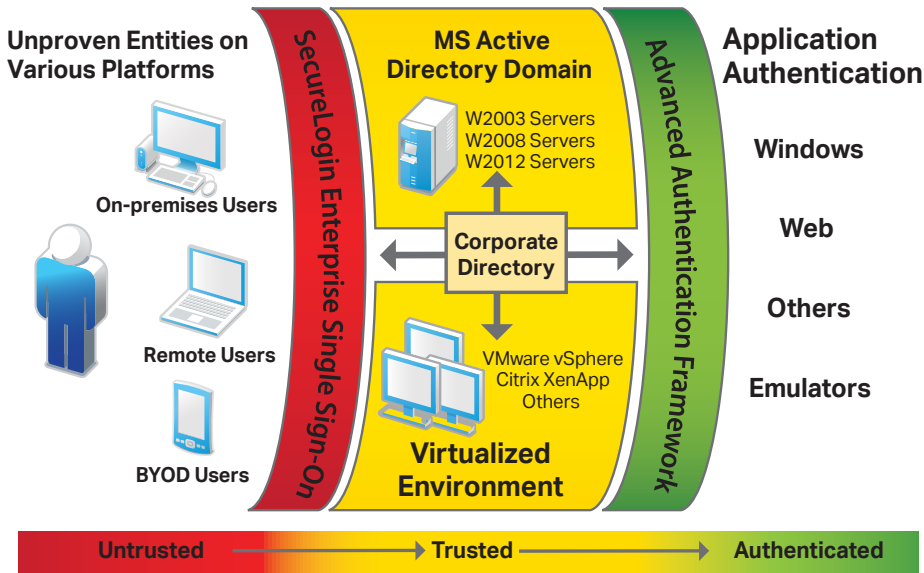 Unproven Entities on
Various Platforms
On-premises Users
Remote Users
BYOD Users
SecureLogin Enterprise Single Sign-On
MS Active
Directory Domain
W2003 Servers
W2008 Servers
W2012 Servers
Corporate
Directory
VMware vSphere
Citrix XenApp
Others
Virtualized
Environment
Advanced Authentication Framework
Application
Authentication
Windows
Web
Others
Emulators
Untrusted
Trusted
Authenticated